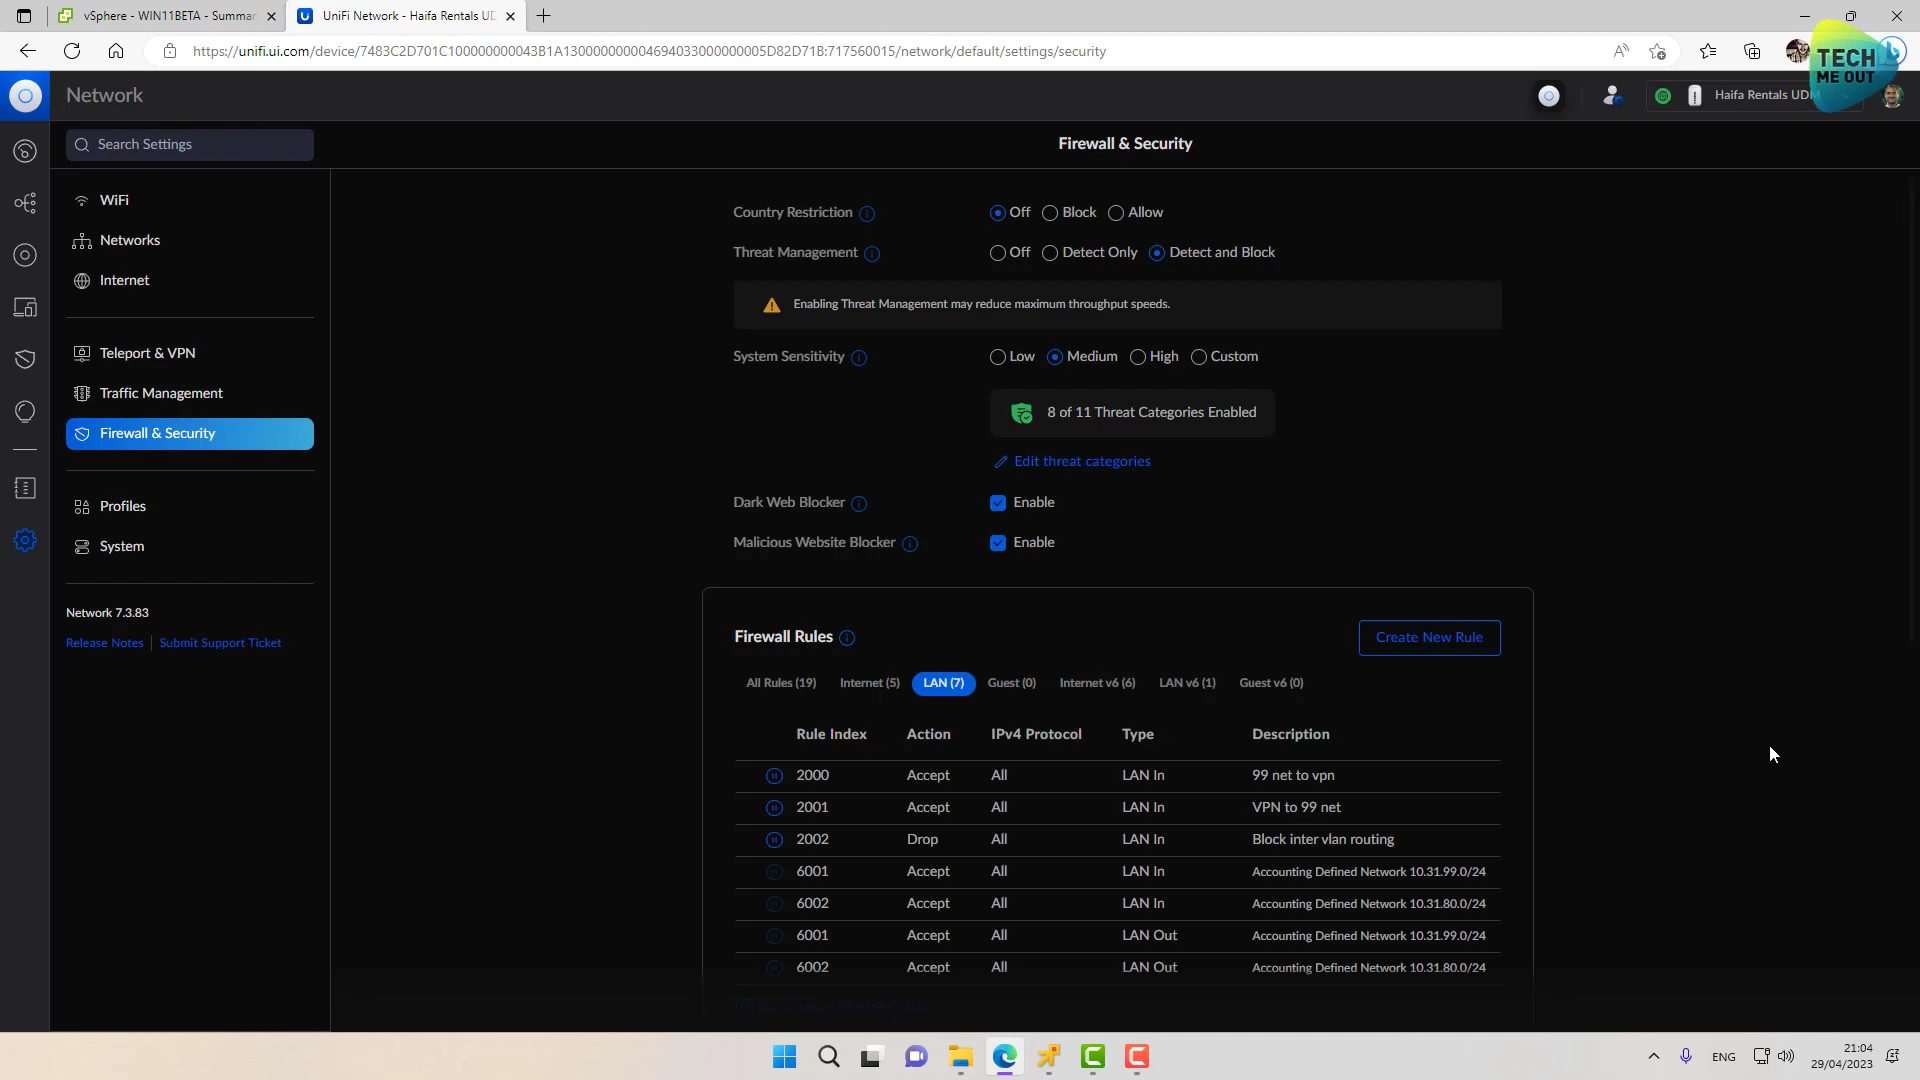 vSphere - WIN11BETA - Summar
UniFi Network - Haifa Rentals UD
https://unifi.ui.com/device/7483C2D701C100000000043B1A130000000004694033000000005D82D71B:717560015/network/default/settings/security
TECH
ME OUT
Network
Haifa Rentals UDM
Search Settings
Firewall & Security
WiFi
Networks
Internet
Teleport & VPN
Traffic Management
Firewall & Security
Profiles
System
Network 7.3.83
Release Notes
Submit Support Ticket
Country Restriction
Off
Block
Allow
Threat Management
Off
Detect Only
Detect and Block
Enabling Threat Management may reduce maximum throughput speeds.
System Sensitivity
Low
Medium
High
Custom
8 of 11 Threat Categories Enabled
Edit threat categories
Dark Web Blocker
Enable
Malicious Website Blocker
Enable
Firewall Rules
Create New Rule
All Rules (19)
Internet (5)
LAN (7)
Guest (0)
Internet v6 (6)
LAN v6 (1)
Guest v6 (0)
Rule Index Action IPv4 Protocol Type Description
2000 Accept All LAN In 99 net to vpn
2001 Accept All LAN In VPN to 99 net
2002 Drop All LAN In Block inter vlan routing
6001 Accept All LAN In Accounting Defined Network 10.31.99.0/24
6002 Accept All LAN In Accounting Defined Network 10.31.80.0/24
6001 Accept All LAN Out Accounting Defined Network 10.31.99.0/24
6002 Accept All LAN Out Accounting Defined Network 10.31.80.0/24
ENG
21:04
29/04/2023